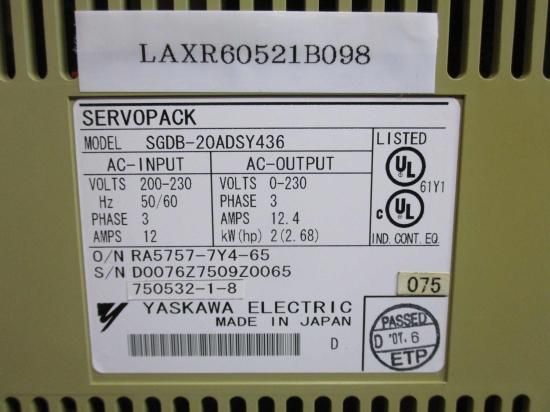 LAXR60521B098
SERVOPACK
MODEL SGDB-20ADSY436
AC-INPUT
VOLTS 200-230
Hz 50/60
PHASE 3
AMPS 12
AC-OUTPUT
VOLTS 0-230
PHASE 3
AMPS 12.4
kW(hp) 2(2.68)
LISTED
UL
61Y1
c UL
IND. CONT. EQ.
O/N RA5757-7Y4-65
S/N D0076Z7509Z0065
750532-1-8
075
YASKAWA ELECTRIC
MADE IN JAPAN
D
PASSED
D '07. 6
ETP